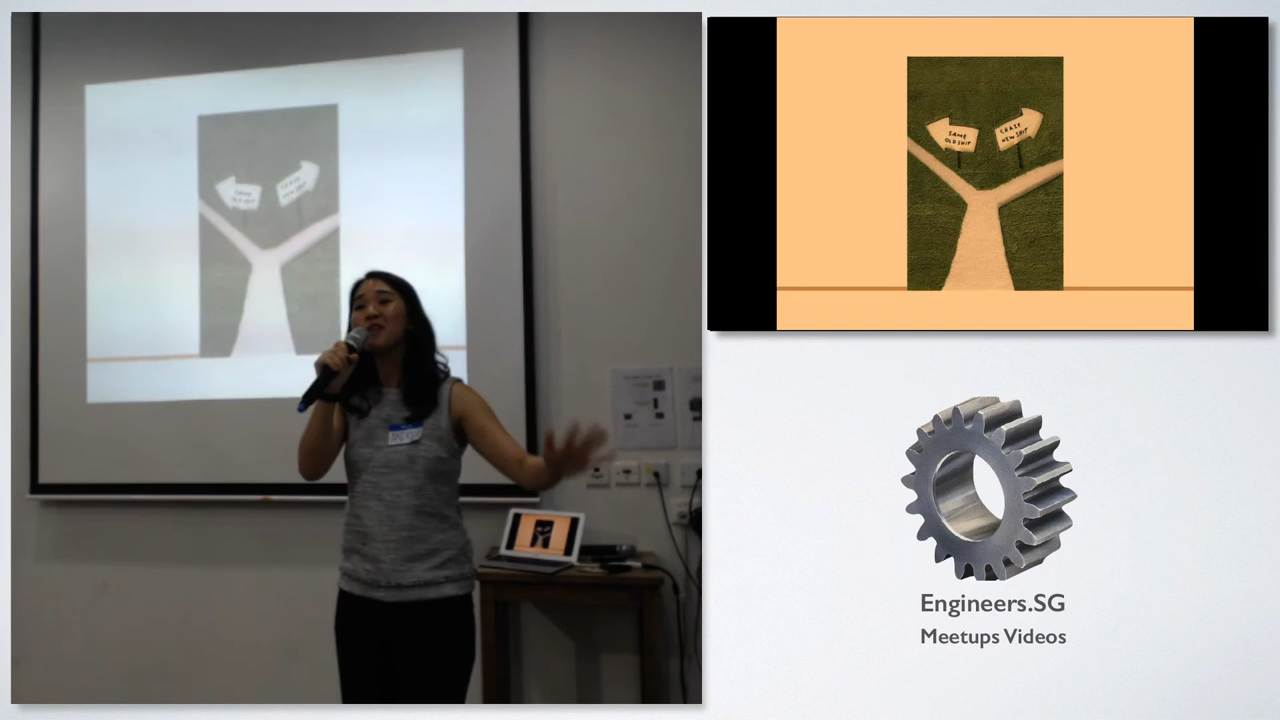 SAME
OLD SHIT
CRAZY
NEW SHIT
Engineers.SG
Meetups Videos